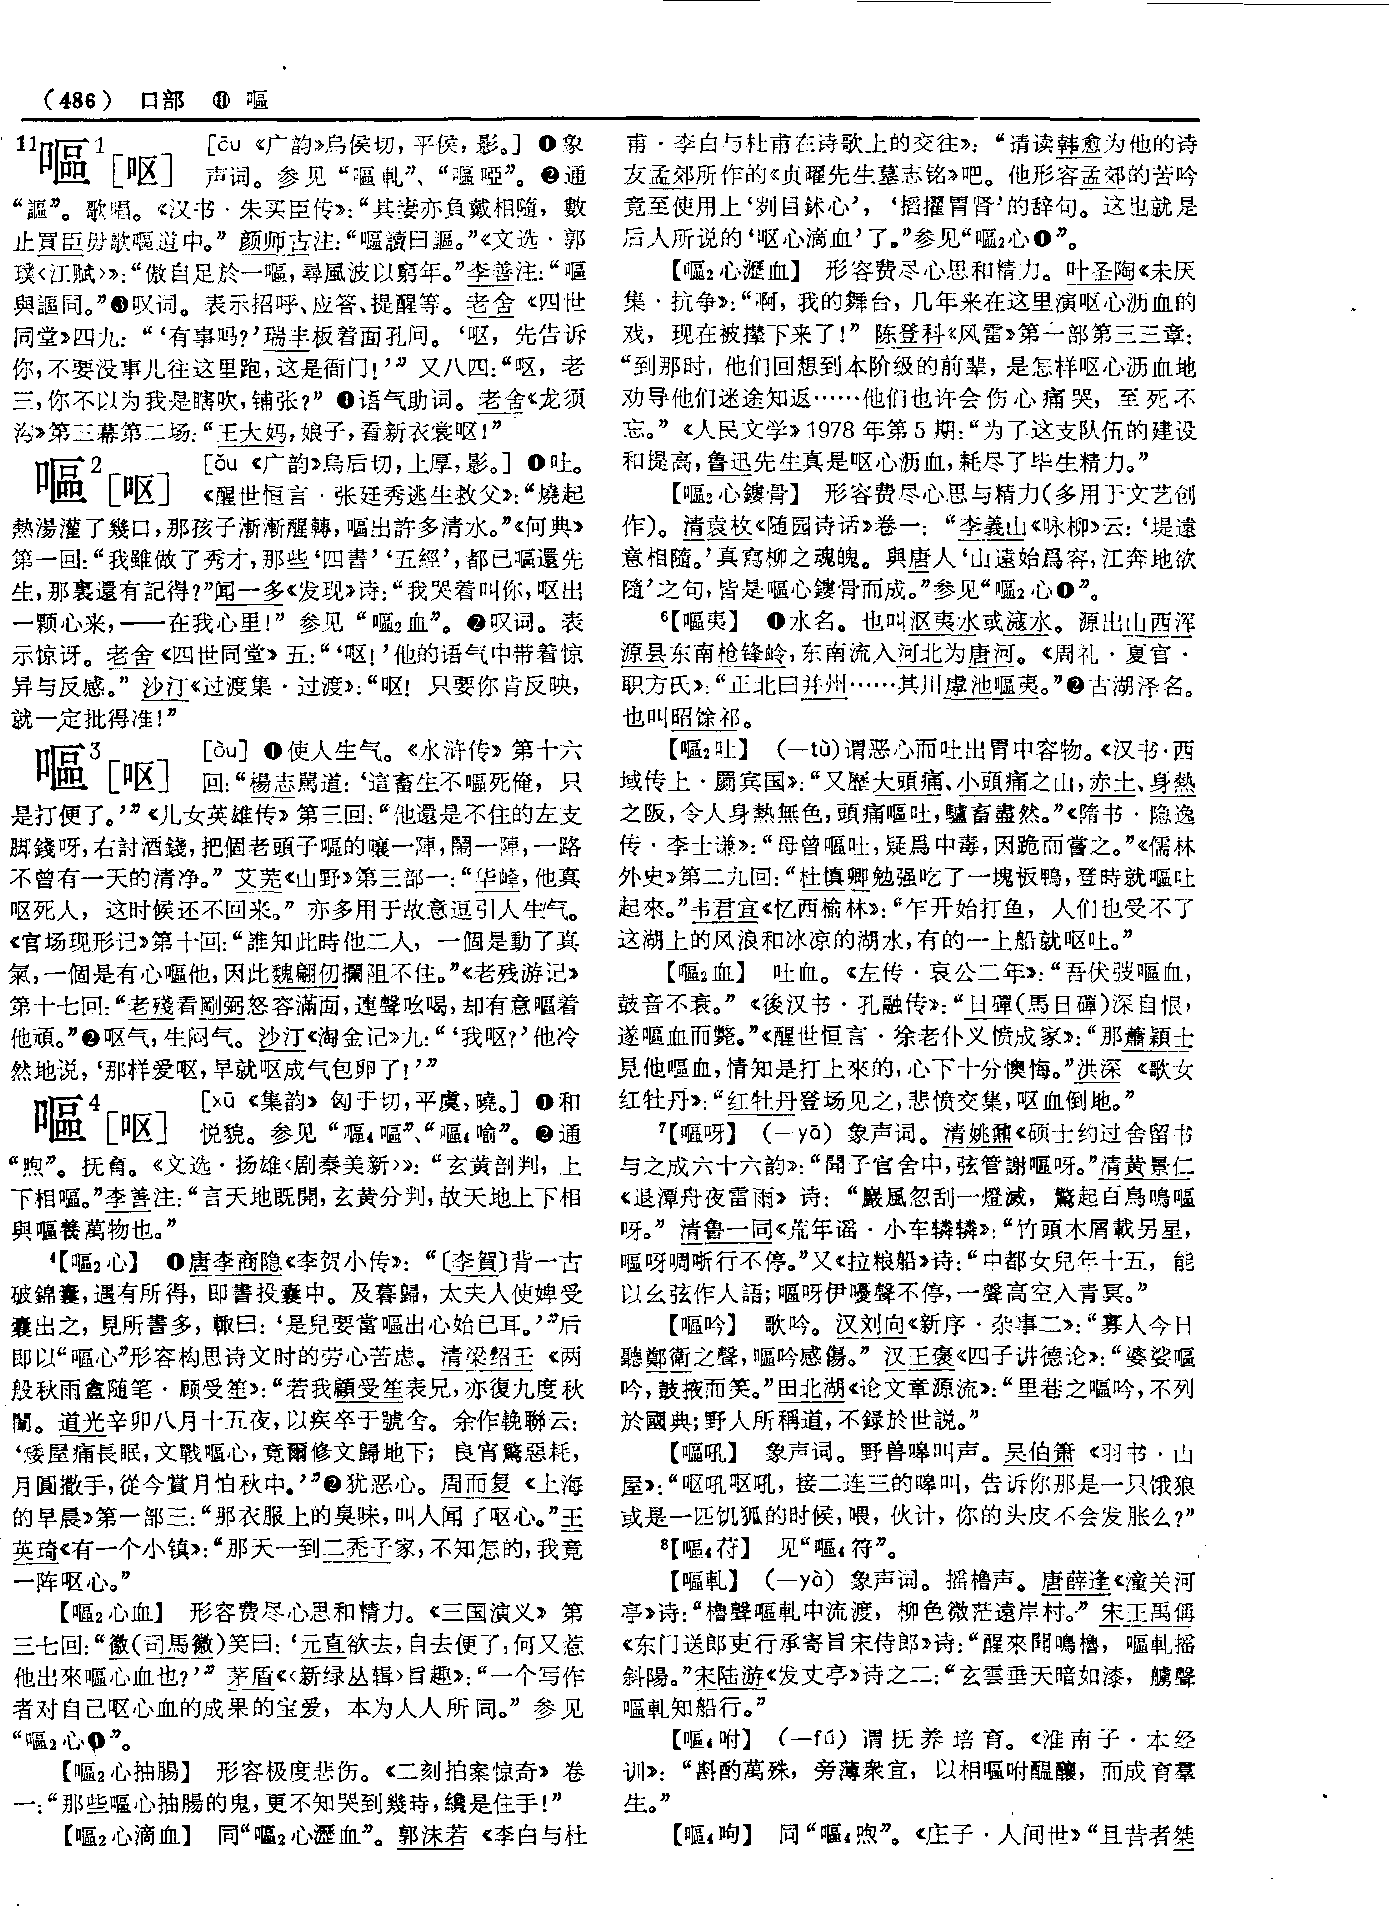 （486） 口部 ⑪ 嘔
11嘔1［呕］ [ōu 《广韵》烏侯切，平侯，影。] ❶象
声词。参见“嘔軋”、“嘔啞”。❷通
“謳”。歌唱。《汉书·朱买臣传》：“其妻亦負戴相隨，數
止買臣毋歌嘔道中。”颜师古注：“嘔讀曰謳。”《文选·郭
璞〈江赋〉》：“傲自足於一嘔，尋風波以窮年。”李善注：“嘔
與謳同。”❸叹词。表示招呼、应答、提醒等。老舍《四世
同堂》四九：“‘有事吗？’瑞丰板着面孔问。‘呕，先告诉
你，不要没事儿往这里跑，这是衙门！’”又八四：“呕，老
三，你不以为我是瞎吹，铺张？”❹语气助词。老舍《龙须
沟》第三幕第二场：“王大妈，娘子，看新衣裳呕！”
嘔2［呕］ [ǒu 《广韵》烏后切，上厚，影。] ❶吐。
《醒世恒言·张廷秀逃生救父》：“燒起
熱湯灌了幾口，那孩子漸漸醒轉，嘔出許多清水。”《何典》
第一回：“我雖做了秀才，那些‘四書’‘五經’，都已嘔還先
生，那裏還有記得？”闻一多《发现》诗：“我哭着叫你，呕出
一颗心来，——在我心里！”参见“嘔2血”。❷叹词。表
示惊讶。老舍《四世同堂》五：“‘呕！’他的语气中带着惊
异与反感。”沙汀《过渡集·过渡》：“呕！只要你肯反映，
就一定批得准！”
嘔3［呕］ [òu] ❶使人生气。《水浒传》第十六
回：“楊志罵道：‘這畜生不嘔死俺，只
是打便了。’”《儿女英雄传》第三回：“他還是不住的左支
脚錢呀，右討酒錢，把個老頭子嘔的嚷一陣，鬧一陣，一路
不曾有一天的清净。”艾芜《山野》第三部一：“华峰，他真
呕死人，这时候还不回来。”亦多用于故意逗引人生气。
《官场现形记》第十回：“誰知此時他二人，一個是動了真
氣，一個是有心嘔他，因此魏翩仞攔阻不住。”《老残游记》
第十七回：“老殘看剛弼怒容滿面，連聲吆喝，却有意嘔着
他頑。”❷呕气，生闷气。沙汀《淘金记》九：“‘我呕？’他冷
然地说，‘那样爱呕，早就呕成气包卵了！’”
嘔4［呕］ [xū 《集韵》匈于切，平虞，曉。] ❶和
悦貌。参见“嘔4嘔”、“嘔4喻”。❷通
“煦”。抚育。《文选·扬雄〈剧秦美新〉》：“玄黄剖判，上
下相嘔。”李善注：“言天地既開，玄黄分判，故天地上下相
與嘔養萬物也。”
4【嘔2心】 ❶唐李商隐《李贺小传》：“〔李賀〕背一古
破錦囊，遇有所得，即書投囊中。及暮歸，太夫人使婢受
囊出之，見所書多，輒曰：‘是兒要當嘔出心始已耳。’”后
即以“嘔心”形容构思诗文时的劳心苦虑。清梁绍壬《两
般秋雨盦随笔·顾受笙》：“若我顧受笙表兄，亦復九度秋
闈。道光辛卯八月十五夜，以疾卒于號舍。余作輓聯云：
‘矮屋痛長眠，文戰嘔心，竟爾修文歸地下；良宵驚惡耗，
月圓撒手，從今賞月怕秋中。’”❷犹恶心。周而复《上海
的早晨》第一部三：“那衣服上的臭味，叫人闻了呕心。”王
英琦《有一个小镇》：“那天一到二秃子家，不知怎的，我竟
一阵呕心。”
【嘔2心血】 形容费尽心思和精力。《三国演义》第
三七回：“徽（司馬徽）笑曰：‘元直欲去，自去便了，何又惹
他出來嘔心血也？’”茅盾《〈新绿丛辑〉旨趣》：“一个写作
者对自己呕心血的成果的宝爱，本为人人所同。”参见
“嘔2心❶”。
【嘔2心抽腸】 形容极度悲伤。《二刻拍案惊奇》卷
一：“那些嘔心抽腸的鬼，更不知哭到幾時，纔是住手！”
【嘔2心滴血】 同“嘔2心瀝血”。郭沫若《李白与杜
甫·李白与杜甫在诗歌上的交往》：“请读韩愈为他的诗
友孟郊所作的《贞曜先生墓志铭》吧。他形容孟郊的苦吟
竟至使用上‘刿目鉥心’，‘搯擢胃肾’的辞句。这也就是
后人所说的‘呕心滴血’了。”参见“嘔2心❶”。
【嘔2心瀝血】 形容费尽心思和精力。叶圣陶《未厌
集·抗争》：“啊，我的舞台，几年来在这里演呕心沥血的
戏，现在被撵下来了！”陈登科《风雷》第一部第三三章：
“到那时，他们回想到本阶级的前辈，是怎样呕心沥血地
劝导他们迷途知返……他们也许会伤心痛哭，至死不
忘。”《人民文学》1978年第5期：“为了这支队伍的建设
和提高，鲁迅先生真是呕心沥血，耗尽了毕生精力。”
【嘔2心鏤骨】 形容费尽心思与精力（多用于文艺创
作）。清袁枚《随园诗话》卷一：“李義山《咏柳》云：‘堤遠
意相隨。’真寫柳之魂魄。與唐人‘山遠始爲容，江奔地欲
隨’之句，皆是嘔心鏤骨而成。”参见“嘔2心❶”。
6【嘔夷】 ❶水名。也叫沤夷水或滱水。源出山西浑
源县东南枪锋岭，东南流入河北为唐河。《周礼·夏官·
职方氏》：“正北曰并州……其川虖池嘔夷。”❷古湖泽名。
也叫昭馀祁。
【嘔2吐】 （－tù）谓恶心而吐出胃中容物。《汉书·西
域传上·罽宾国》：“又歷大頭痛、小頭痛之山，赤土、身熱
之阪，令人身熱無色，頭痛嘔吐，驢畜盡然。”《隋书·隐逸
传·李士谦》：“母曾嘔吐，疑爲中毒，因跪而嘗之。”《儒林
外史》第二九回：“杜慎卿勉强吃了一塊板鴨，登時就嘔吐
起來。”韦君宜《忆西榆林》：“乍开始打鱼，人们也受不了
这湖上的风浪和冰凉的湖水，有的一上船就呕吐。”
【嘔2血】 吐血。《左传·哀公二年》：“吾伏弢嘔血，
鼓音不衰。”《後汉书·孔融传》：“日磾（馬日磾）深自恨，
遂嘔血而斃。”《醒世恒言·徐老仆义愤成家》：“那蕭穎士
見他嘔血，情知是打上來的，心下十分懊悔。”洪深《歌女
红牡丹》：“红牡丹登场见之，悲愤交集，呕血倒地。”
7【嘔呀】 （－yā）象声词。清姚鼐《硕士约过舍留书
与之成六十六韵》：“閉子官舍中，弦管謝嘔呀。”清黄景仁
《退潭舟夜雷雨》诗：“巖風忽刮一燈滅，驚起白鳥鳴嘔
呀。”清鲁一同《荒年谣·小车辚辚》：“竹頭木屑載另星，
嘔呀啁哳行不停。”又《拉粮船》诗：“中都女兒年十五，能
以幺弦作人語；嘔呀伊嚘聲不停，一聲高空入青冥。”
【嘔吟】 歌吟。汉刘向《新序·杂事二》：“寡人今日
聽鄭衛之聲，嘔吟感傷。”汉王褒《四子讲德论》：“婆娑嘔
吟，鼓掖而笑。”田北湖《论文章源流》：“里巷之嘔吟，不列
於國典；野人所稱道，不録於世説。”
【嘔吼】 象声词。野兽嗥叫声。吴伯箫《羽书·山
屋》：“呕吼呕吼，接二连三的嗥叫，告诉你那是一只饿狼
或是一匹饥狐的时候，喂，伙计，你的头皮不会发胀么？”
8【嘔4苻】 见“嘔4符”。
【嘔軋】 （－yà）象声词。摇橹声。唐薛逢《潼关河
亭》诗：“櫓聲嘔軋中流渡，柳色微茫遠岸村。”宋王禹偁
《东门送郎吏行承寄旨宋侍郎》诗：“醒來聞鳴櫓，嘔軋摇
斜陽。”宋陆游《发丈亭》诗之二：“玄雲垂天暗如漆，艣聲
嘔軋知船行。”
【嘔4咐】 （－fú）谓抚养培育。《淮南子·本经
训》：“斟酌萬殊，旁薄衆宜，以相嘔咐醖釀，而成育羣
生。”
【嘔4呴】 同“嘔4煦”。《庄子·人间世》“且昔者桀